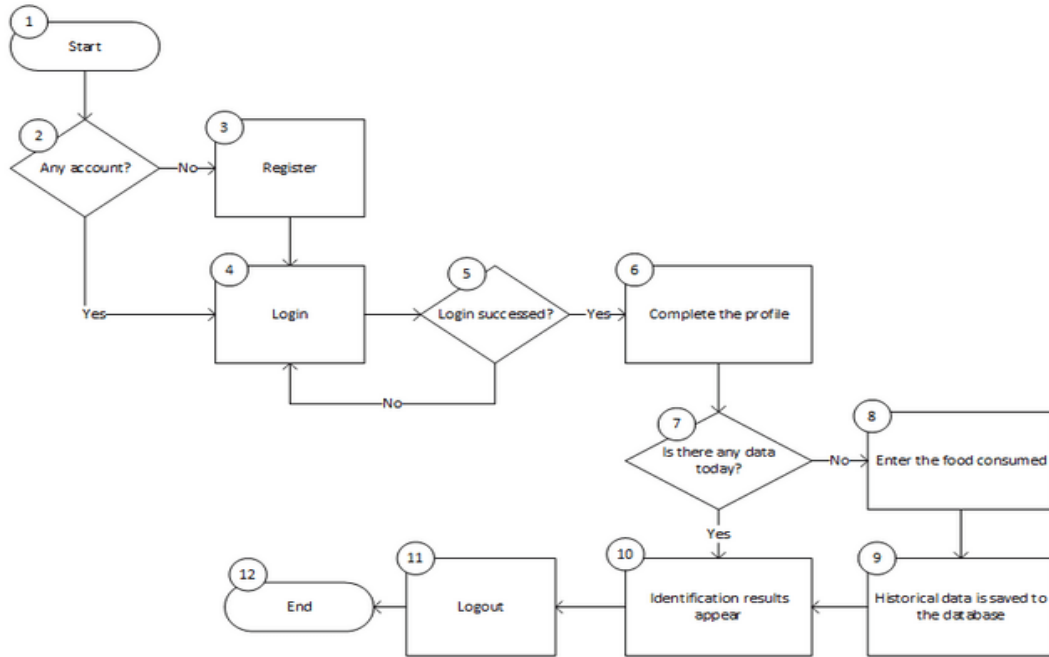 1
Start
2
Any account?
No
3
Register
Yes
4
Login
5
Login successed?
No
Yes
6
Complete the profile
7
Is there any data
today?
No
8
Enter the food consumed
Yes
9
Historical data is saved to
the database
10
Identification results
appear
11
Logout
12
End